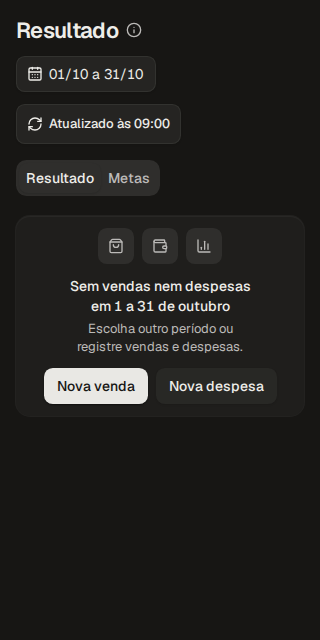 Resultado
01/10 a 31/10
Atualizado às 09:00
Resultado Metas
Sem vendas nem despesas
em 1 a 31 de outubro
Escolha outro período ou
registre vendas e despesas.
Nova venda Nova despesa